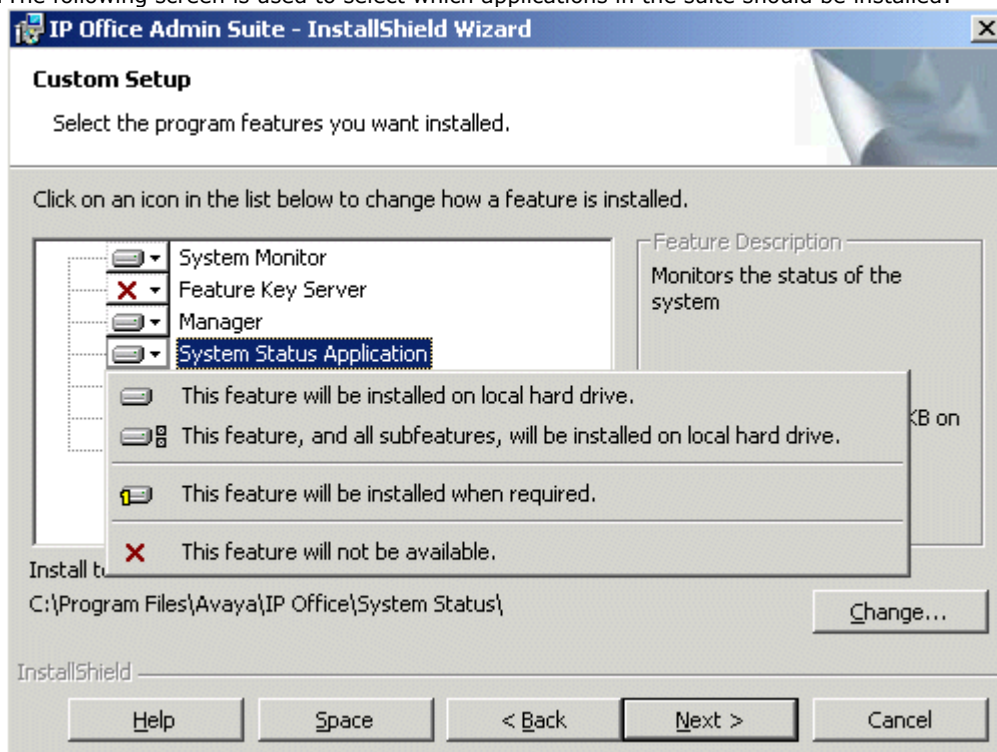 The following screen is used to select which applications in the suite should be installed.
IP Office Admin Suite - InstallShield Wizard
Custom Setup
Select the program features you want installed.
Click on an icon in the list below to change how a feature is installed.
System Monitor
Feature Key Server
Manager
System Status Application
Feature Description
Monitors the status of the
system
This feature will be installed on local hard drive.
This feature, and all subfeatures, will be installed on local hard drive.
KB on
This feature will be installed when required.
This feature will not be available.
Install to
C:\Program Files\Avaya\IP Office\System Status\
Change...
InstallShield
Help
Space
< Back
Next >
Cancel